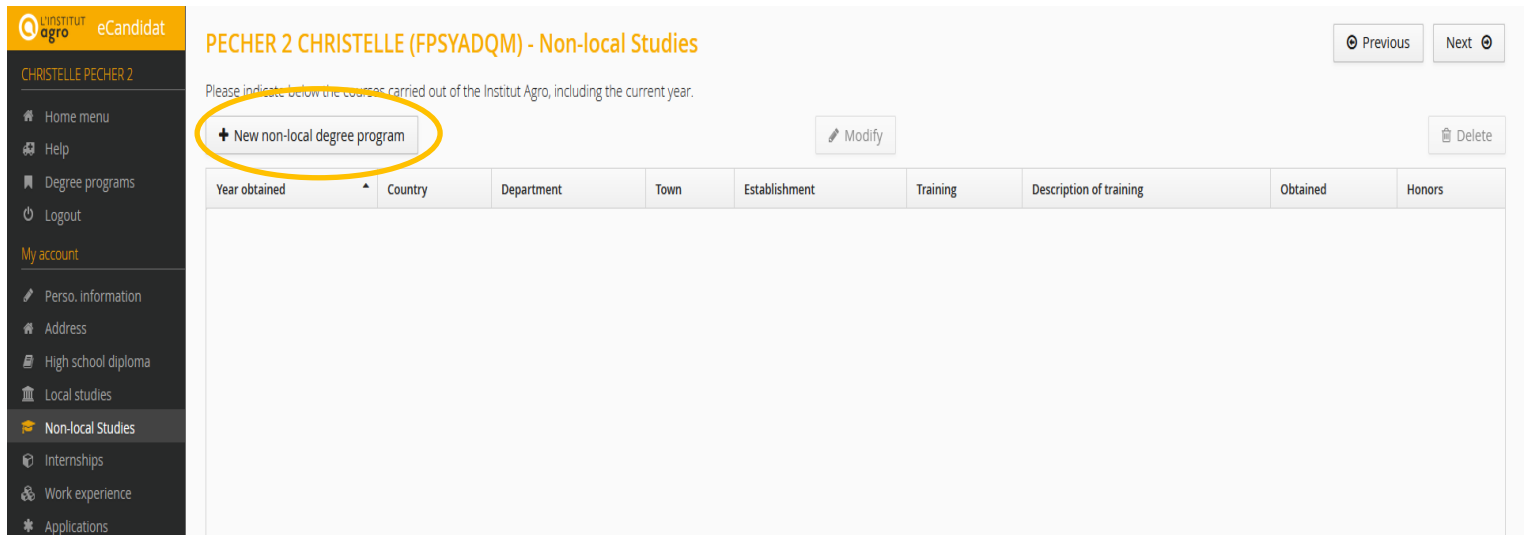 L'INSTITUT agro eCandidat
CHRISTELLE PECHER 2
Home menu
Help
Degree programs
Logout
My account
Perso. information
Address
High school diploma
Local studies
Non-local Studies
Internships
Work experience
Applications
PECHER 2 CHRISTELLE (FPSYADQM) - Non-local Studies
Previous Next
Please indicate below the courses carried out of the Institut Agro, including the current year.
+ New non-local degree program Modify Delete
Year obtained Country Department Town Establishment Training Description of training Obtained Honors